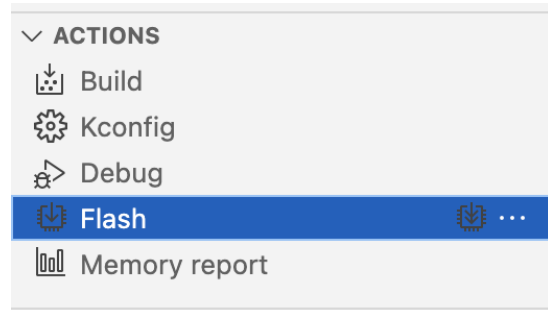 ACTIONS
Build
Kconfig
Debug
Flash
Memory report